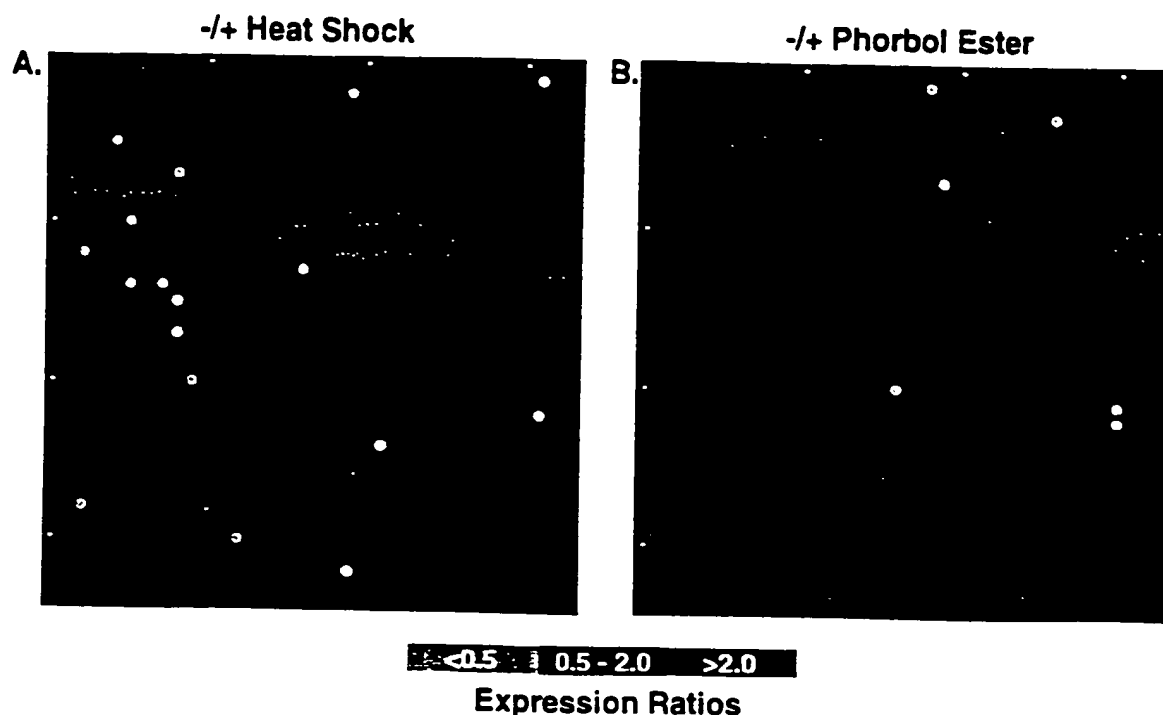 -/+ Heat Shock
-/+ Phorbol Ester
A.
B.
<0.5 0.5 - 2.0 >2.0
Expression Ratios